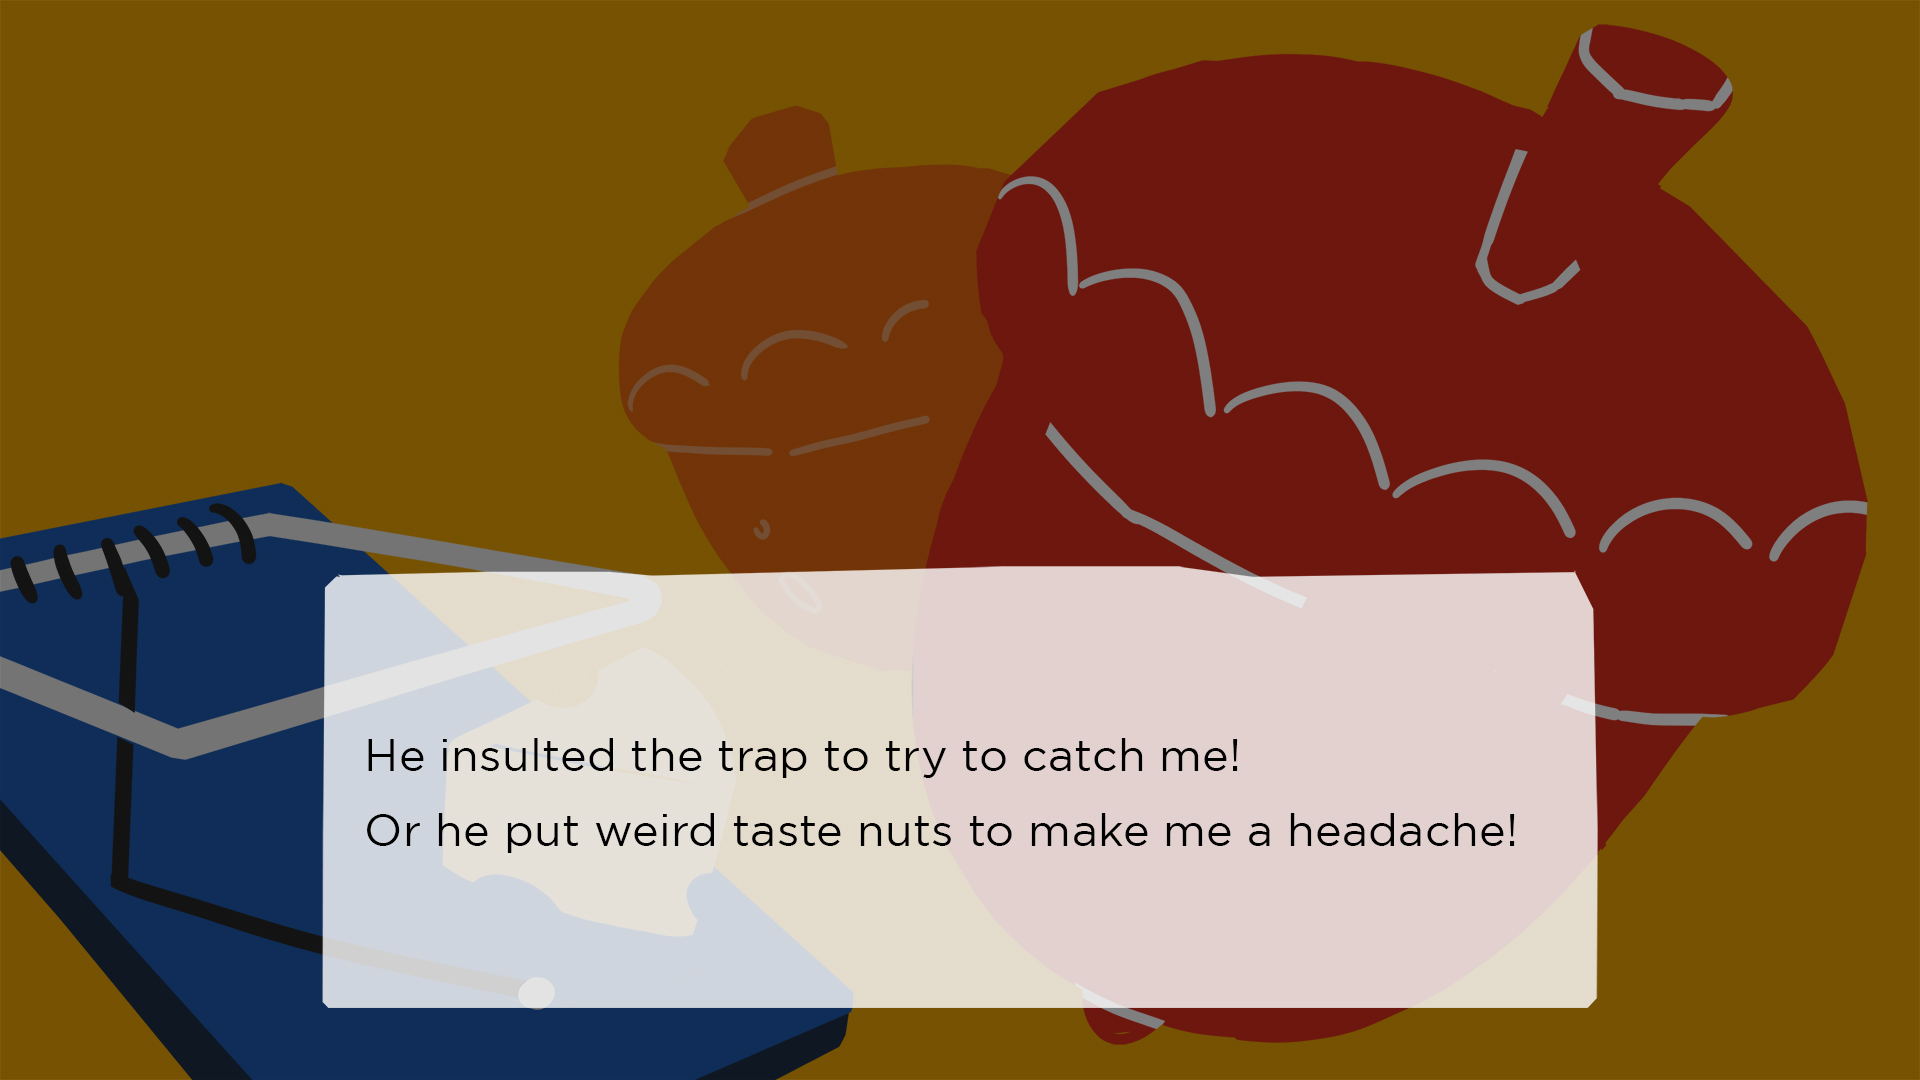 He insulted the trap to try to catch me!
Or he put weird taste nuts to make me a headache!